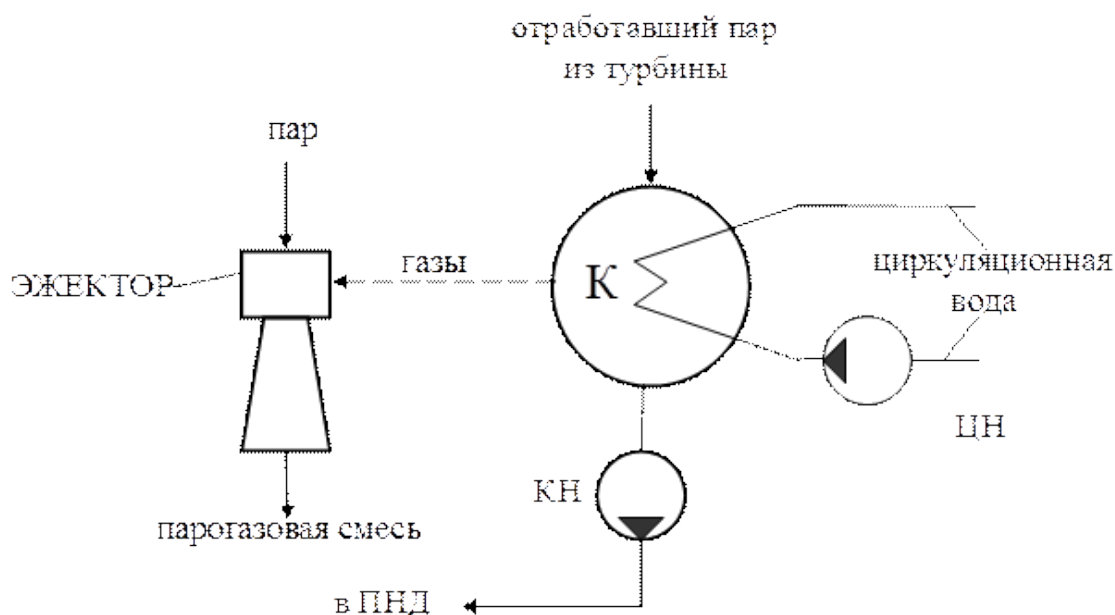 отработавший пар
из турбины
пар
ЭЖЕКТОР
газы
К
циркуляционная
вода
ЦН
КН
парогазовая смесь
в ПНД